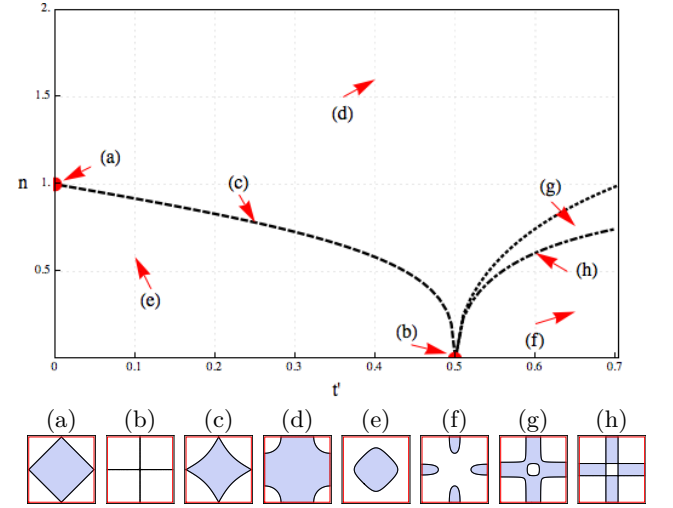 2.
1.5
1.
0.5
n
(a)
(b)
(c)
(d)
(e)
(f)
(g)
(h)
0 0.1 0.2 0.3 0.4 0.5 0.6 0.7
t'
(a) (b) (c) (d) (e) (f) (g) (h)